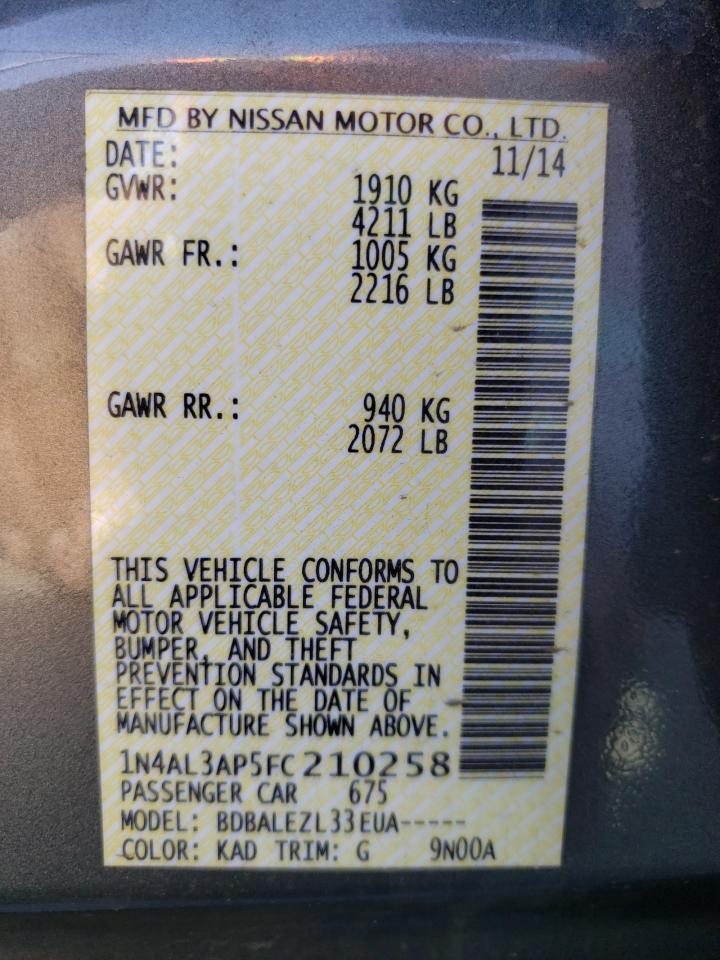 MFD BY NISSAN MOTOR CO., LTD.
DATE: 11/14
GVWR: 1910 KG
4211 LB
GAWR FR.: 1005 KG
2216 LB
GAWR RR.: 940 KG
2072 LB
THIS VEHICLE CONFORMS TO
ALL APPLICABLE FEDERAL
MOTOR VEHICLE SAFETY,
BUMPER, AND THEFT
PREVENTION STANDARDS IN
EFFECT ON THE DATE OF
MANUFACTURE SHOWN ABOVE.
1N4AL3AP5FC210258
PASSENGER CAR 675
MODEL: BDBALEZL33EUA-----
COLOR: KAD TRIM: G 9N00A